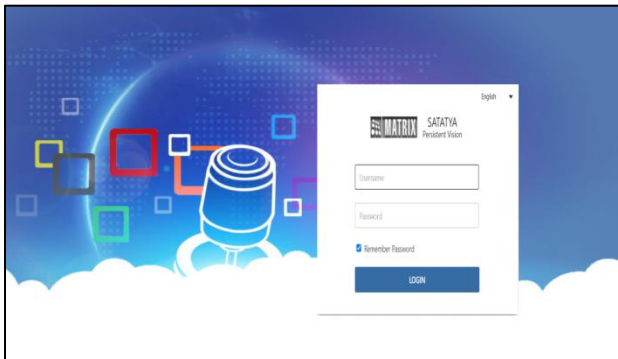 English
MATRIX
SATATYA
Persistent Vision
Username
Password
Remember Password
LOGIN